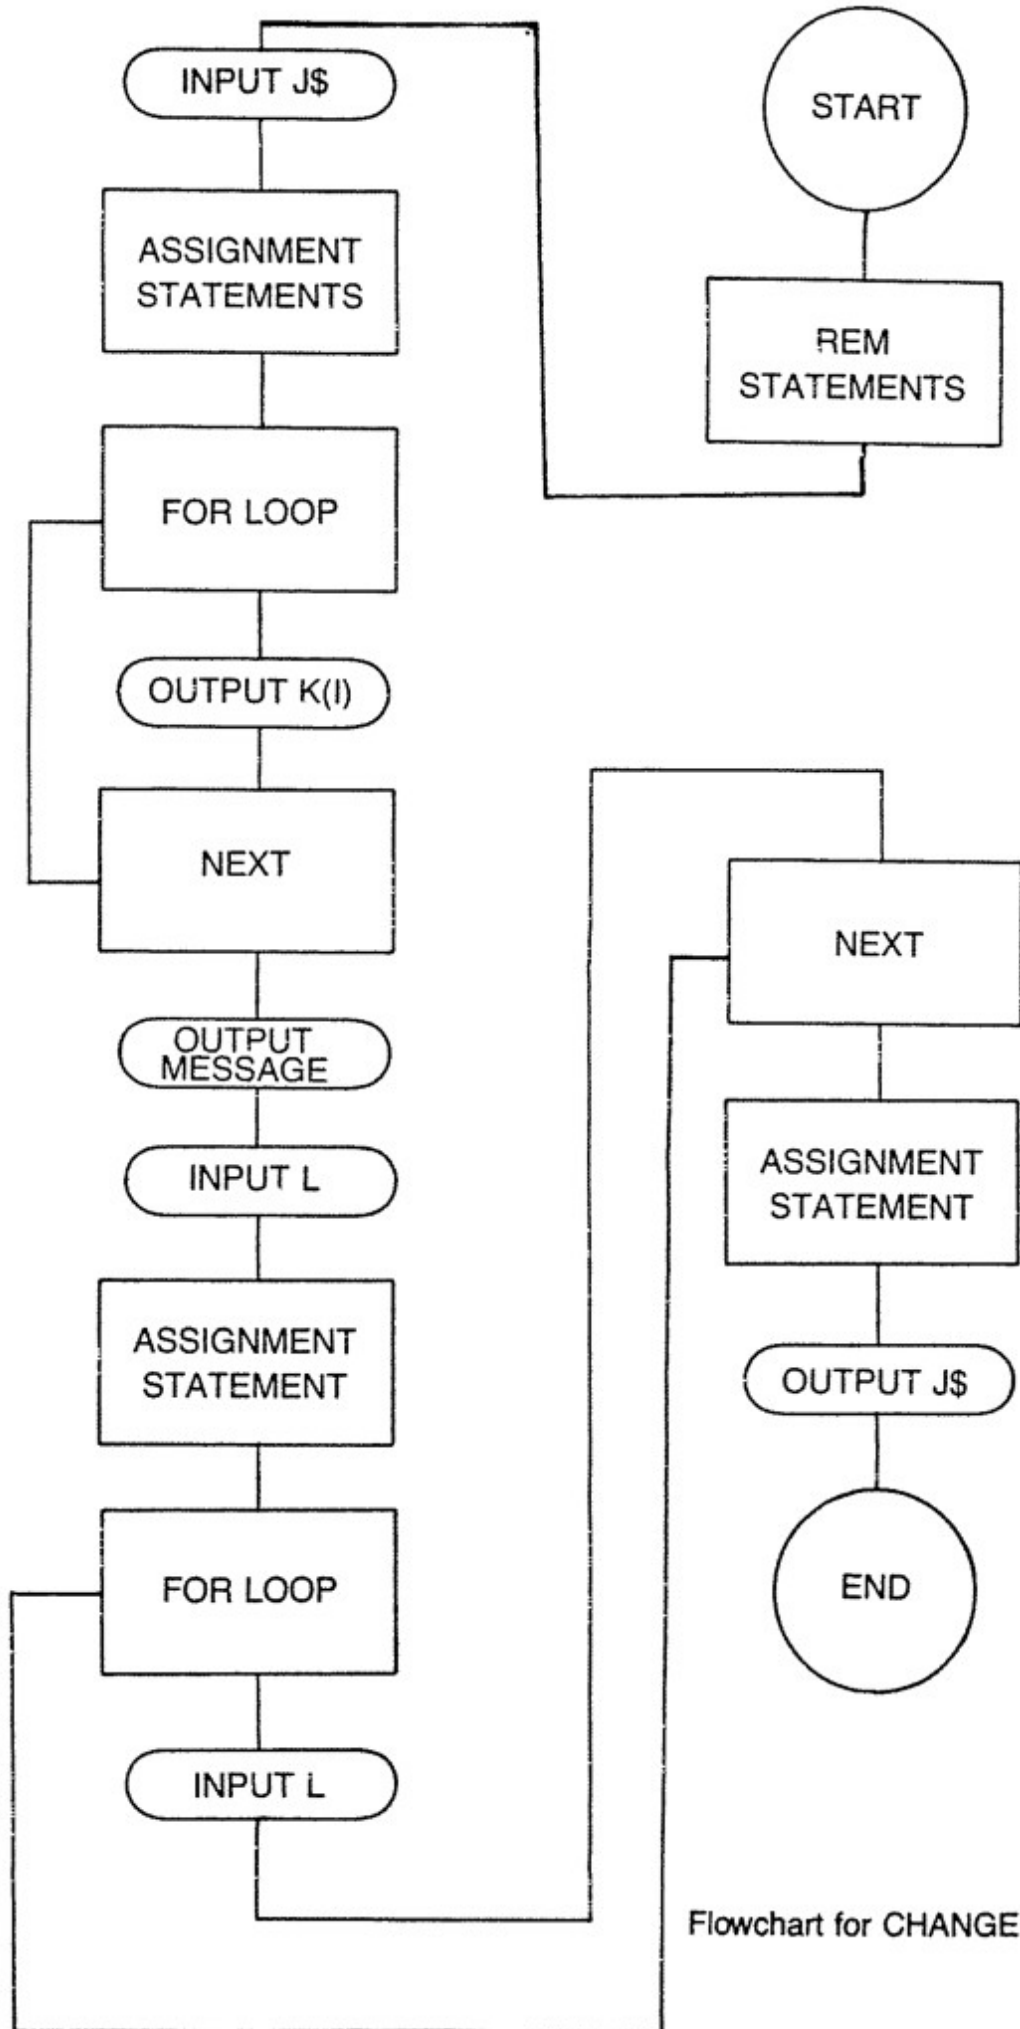 START
REM
STATEMENTS
INPUT J$
ASSIGNMENT
STATEMENTS
FOR LOOP
OUTPUT K(I)
NEXT
OUTPUT
MESSAGE
INPUT L
ASSIGNMENT
STATEMENT
FOR LOOP
INPUT L
NEXT
ASSIGNMENT
STATEMENT
OUTPUT J$
END
Flowchart for CHANGE